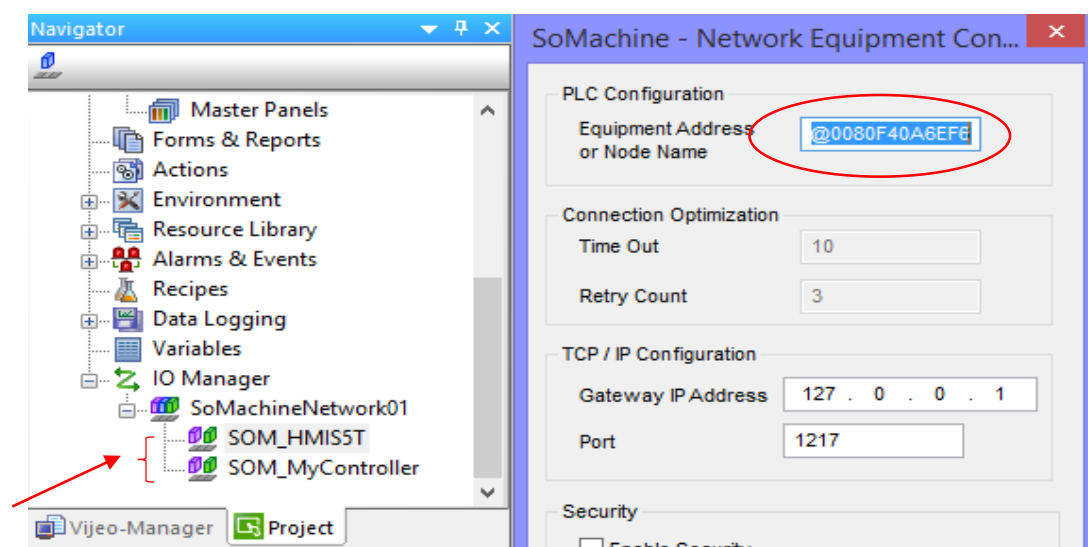 Navigator
Master Panels
Forms & Reports
Actions
Environment
Resource Library
Alarms & Events
Recipes
Data Logging
Variables
IO Manager
SoMachineNetwork01
SOM_HMIS5T
SOM_MyController
Vijeo-Manager
Project
SoMachine - Network Equipment Con...
PLC Configuration
Equipment Address
or Node Name
@0080F40A6EF6
Connection Optimization
Time Out
10
Retry Count
3
TCP / IP Configuration
Gateway IP Address
127 . 0 . 0 . 1
Port
1217
Security
Enable Security